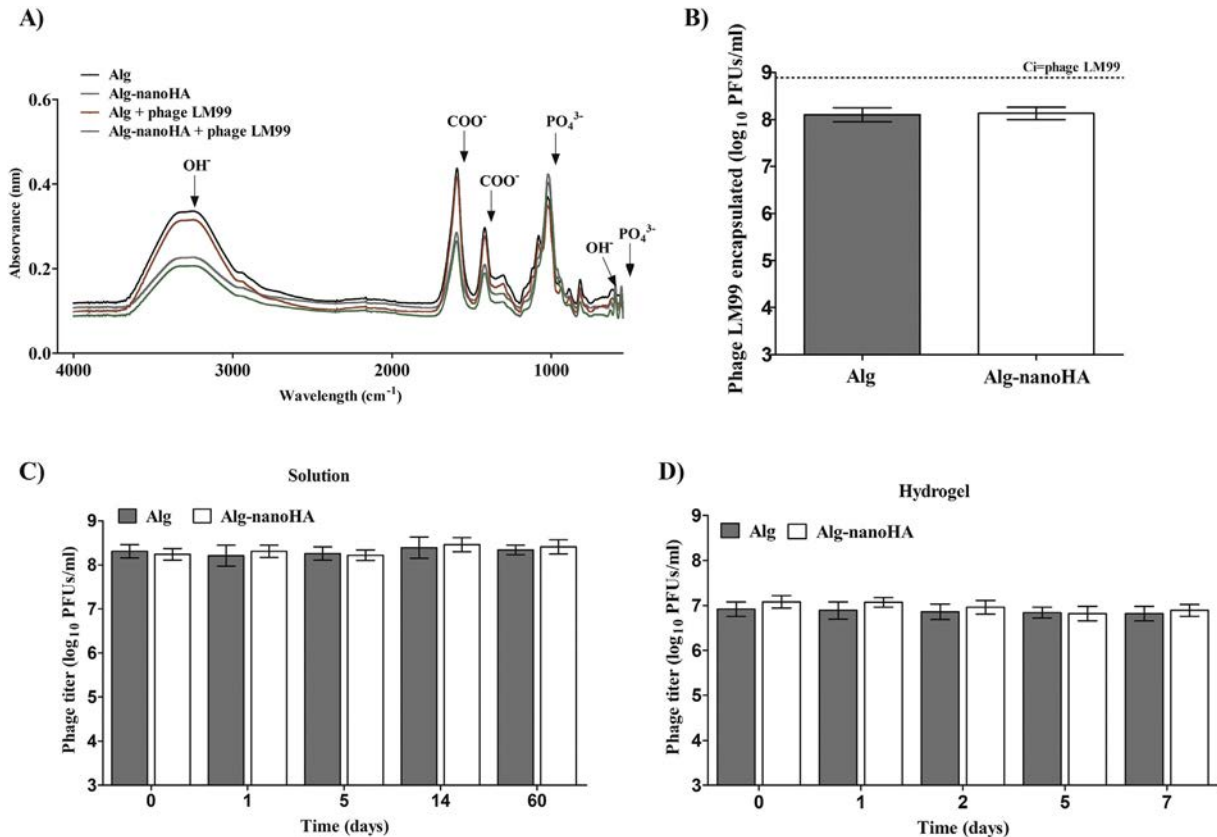 A)
Alg
Alg-nanoHA
Alg + phage LM99
Alg-nanoHA + phage LM99
0.6
0.4
0.2
0.0
Absorvance (nm)
OH⁻
COO⁻
COO⁻
PO₄³⁻
OH⁻
PO₄³⁻
4000
3000
2000
1000
Wavelength (cm⁻¹)
B)
Phage LM99 encapsulated (log₁₀ PFUs/ml)
9
8
7
6
5
4
3
Ci=phage LM99
Alg
Alg-nanoHA
C)
Solution
Alg
Alg-nanoHA
Phage titer (log₁₀ PFUs/ml)
9
8
7
6
5
4
3
0
1
5
14
60
Time (days)
D)
Hydrogel
Alg
Alg-nanoHA
Phage titer (log₁₀ PFUs/ml)
9
8
7
6
5
4
3
0
1
2
5
7
Time (days)